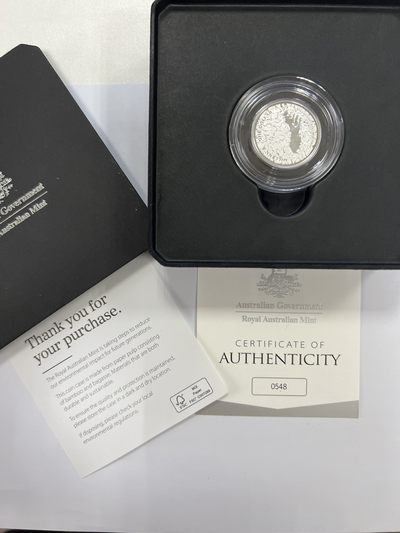 Australian Government
Royal Australian Mint
CERTIFICATE OF
AUTHENTICITY
0548
Government
Australian Mint
Thank you for
your purchase.
The Royal Australian Mint is taking steps to reduce
our environmental impact for future generations.
This coin case is made from paper pulp consisting
of bamboo and bagasse. Materials that are both
durable and sustainable.
To ensure the quality and protection is maintained,
please store the case in a dark and dry location.
If disposing, please check your local
environmental regulations.
FSC
MIX
Paper